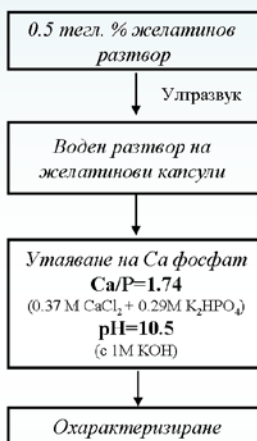 0.5 тегл. % желатинов
разтвор
Ултразвук
Воден разтвор на
желатинови капсули
Утаяване на Ca фосфат
Ca/P=1.74
(0.37 M CaCl₂ + 0.29M K₂HPO₄)
pH=10.5
(с 1M KOH)
Охарактеризиране